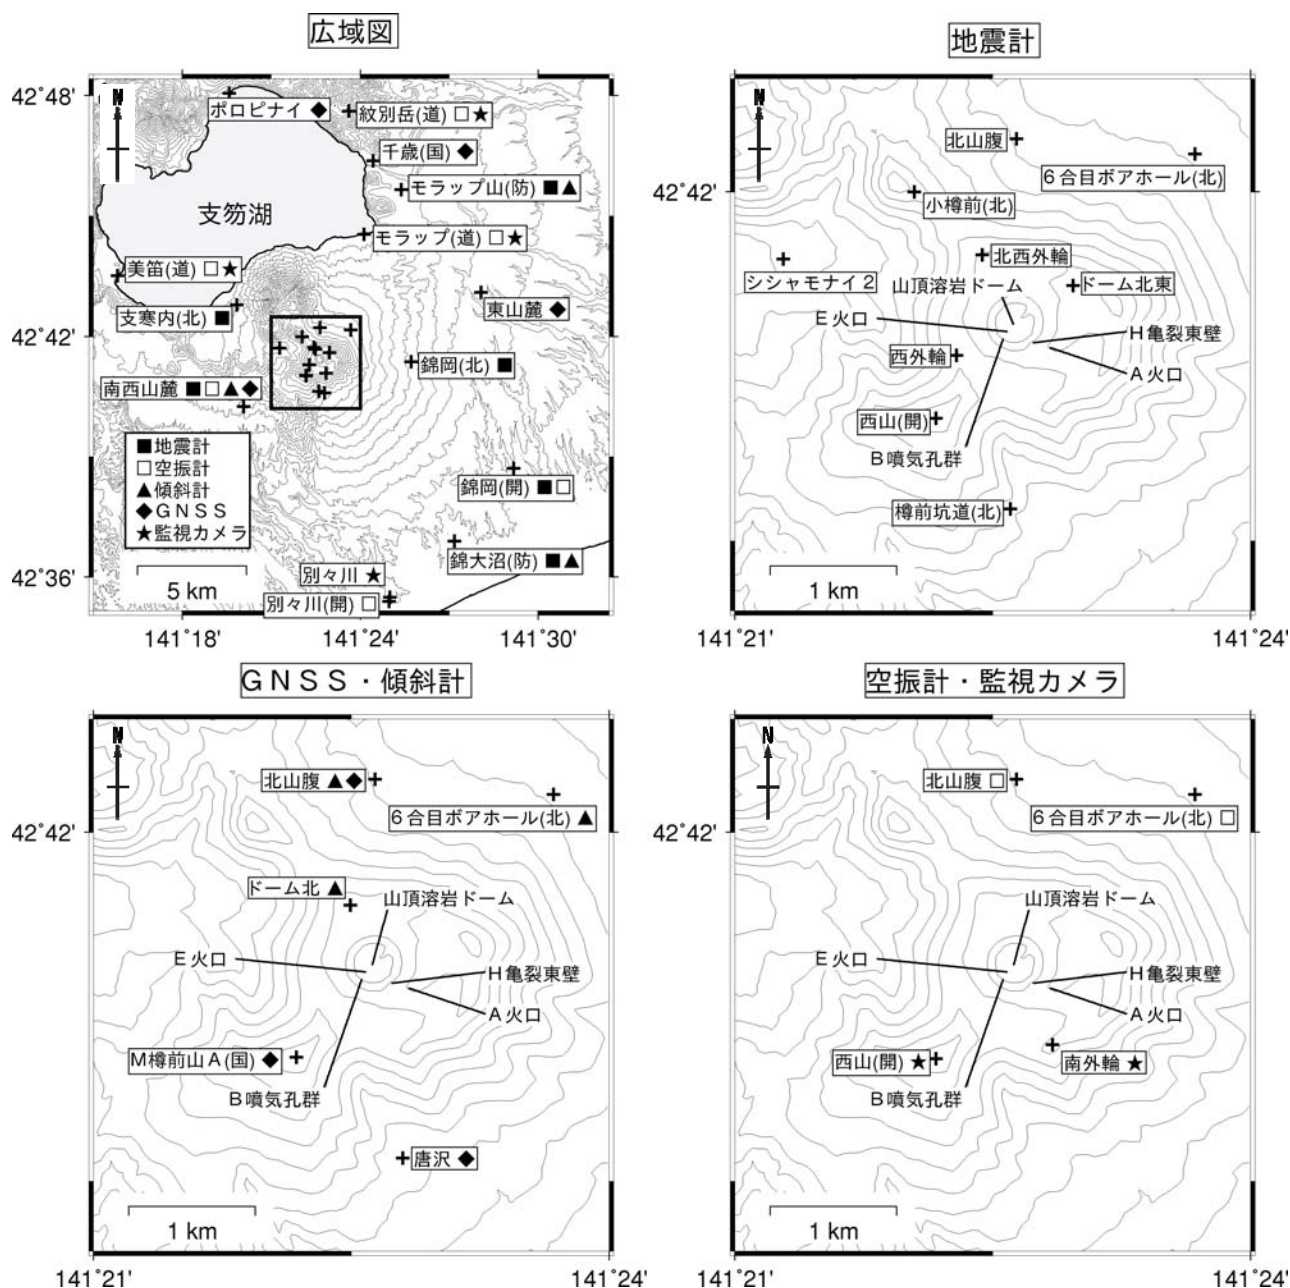 広域図
42°48'
42°42'
42°36'
141°18'
141°24'
141°30'
N
ポロピナイ ◆
紋別岳(道) □★
千歳(国) ◆
モラップ山(防) ■▲
支笏湖
モラップ(道) □★
美笛(道) □★
支寒内(北) ■
東山麓 ◆
錦岡(北) ■
南西山麓 ■□▲◆
■地震計
□空振計
▲傾斜計
◆GNSS
★監視カメラ
錦岡(開) ■□
錦大沼(防) ■▲
別々川 ★
別々川(開) □
5 km
地震計
N
42°42'
北山腹
6合目ボアホール(北)
小樽前(北)
北西外輪
シシャモナイ2
山頂溶岩ドーム
ドーム北東
E火口
H亀裂東壁
西外輪
A火口
西山(開)
B噴気孔群
樽前坑道(北)
1 km
141°21'
141°24'
GNSS・傾斜計
N
42°42'
北山腹 ▲◆
6合目ボアホール(北) ▲
ドーム北 ▲
山頂溶岩ドーム
E火口
H亀裂東壁
A火口
M樽前山A(国) ◆
B噴気孔群
唐沢 ◆
1 km
141°21'
141°24'
空振計・監視カメラ
N
42°42'
北山腹 □
6合目ボアホール(北) □
山頂溶岩ドーム
E火口
H亀裂東壁
A火口
西山(開) ★
南外輪 ★
B噴気孔群
1 km
141°21'
141°24'